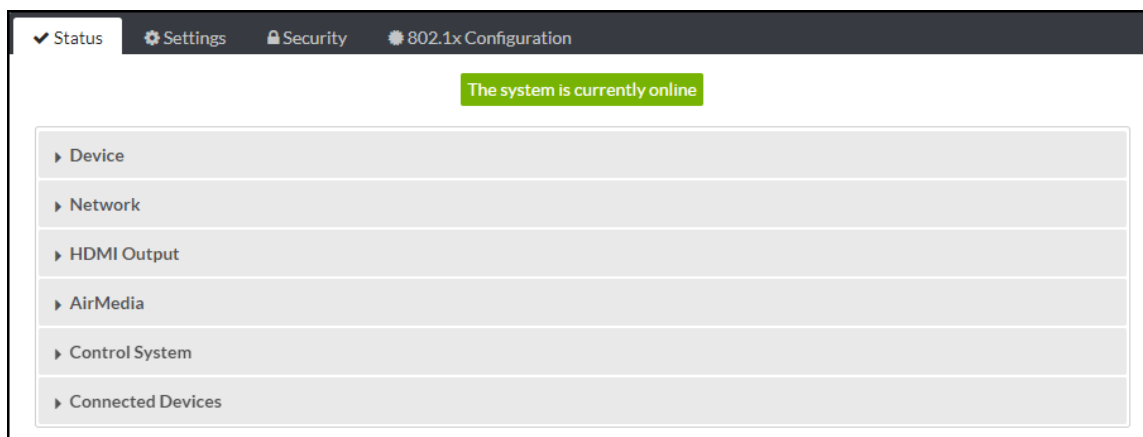 Status Settings Security 802.1x Configuration
The system is currently online
Device
Network
HDMI Output
AirMedia
Control System
Connected Devices